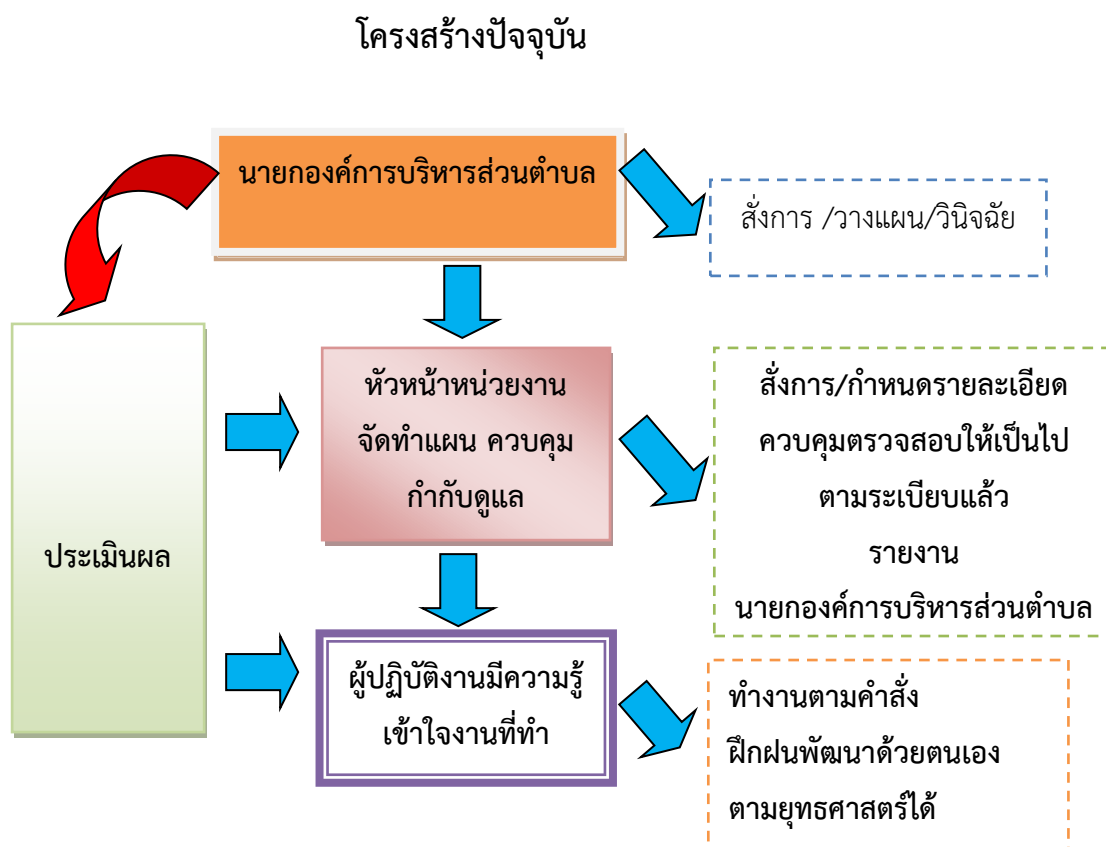 โครงสร้างปัจจุบัน
นายกองค์การบริหารส่วนตำบล
สั่งการ /วางแผน/วินิจฉัย
หัวหน้าหน่วยงาน
จัดทำแผน ควบคุม
กำกับดูแล
สั่งการ/กำหนดรายละเอียด
ควบคุมตรวจสอบให้เป็นไป
ตามระเบียบแล้ว
รายงาน
นายกองค์การบริหารส่วนตำบล
ประเมินผล
ผู้ปฏิบัติงานมีความรู้
เข้าใจงานที่ทำ
ทำงานตามคำสั่ง
ฝึกฝนพัฒนาด้วยตนเอง
ตามยุทธศาสตร์ได้